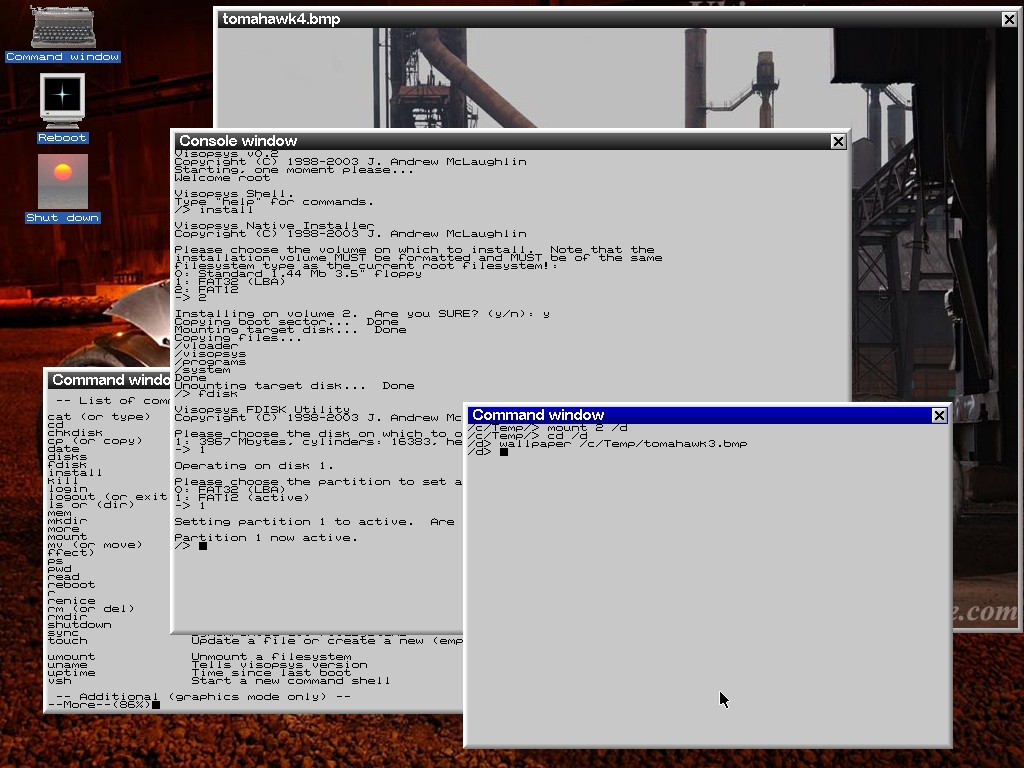 Command window
Reboot
Shut down
tomahawk4.bmp
e.com
Console window
Visopsys v0.2
Copyright (C) 1998-2003 J. Andrew McLaughlin
Starting, one moment please...
Welcome root
Visopsys Shell.
Type "help" for commands.
/> install
Visopsys Native Installer
Copyright (C) 1998-2003 J. Andrew McLaughlin
Please choose the volume on which to install.  Note that the
installation volume MUST be formatted and MUST be of the same
filesystem type as the current root filesystem!:
0: Standard 1.44 Mb 3.5" floppy
1: FAT32 (LBA)
2: FAT12
-> 2
Installing on volume 2.  Are you SURE? (y/n): y
Copying boot sector...  Done
Mounting target disk...  Done
Copying files...
/vloader
/visopsys
/programs
/system
Done
Unmounting target disk...  Done
/> fdisk
Visopsys FDISK Utility
Copyright (C) 1998-2003 J. Andrew Mc
Please choose the disk on which to o
1: 3967 Mbytes, cylinders: 16383, he
-> 1
Operating on disk 1.
Please choose the partition to set a
0: FAT32 (LBA)
1: FAT12 (active)
-> 1
Setting partition 1 to active.  Are
Partition 1 now active.
/>
Command windo
-- List of com
cat (or type)
cd
chkdisk
cp (or copy)
date
disks
fdisk
install
kill
login
logout (or exit
ls or (dir)
mem
mkdir
more
mount
mv (or move)
ffect)
ps
pwd
read
reboot
r
renice
rm (or del)
rmdir
shutdown
sync
touch Update a file or create a new (emp
umount Unmount a filesystem
uname Tells visopsys version
uptime Time since last boot
vsh Start a new command shell
-- Additional (graphics mode only) --
--More--(86%)
Command window
/c/Temp/> mount 2 /d
/c/Temp/> cd /d
/d> wallpaper /c/Temp/tomahawk3.bmp
/d>